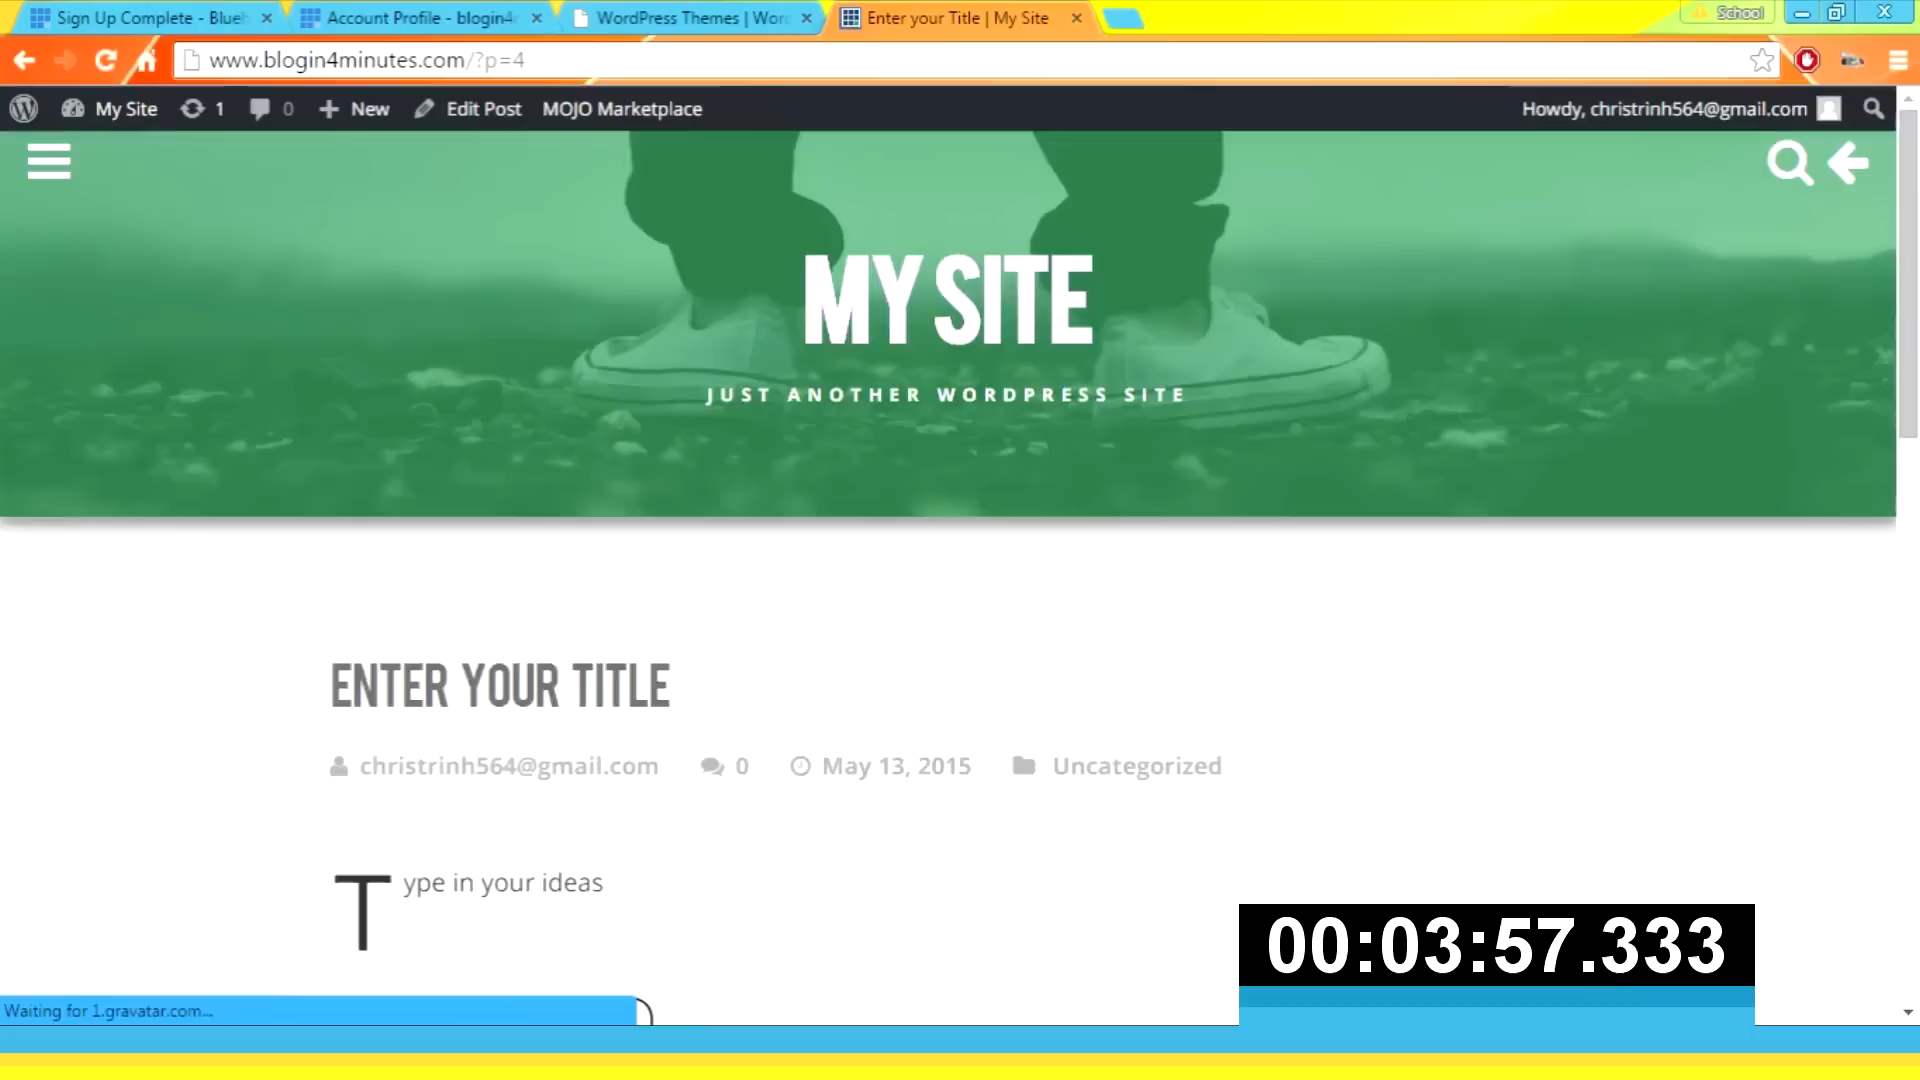 Sign Up Complete - Blueh
Account Profile - blogin4
WordPress Themes | Word
Enter your Title | My Site
School
www.blogin4minutes.com/?p=4
My Site
1
0
New
Edit Post
MOJO Marketplace
Howdy, christrinh564@gmail.com
MY SITE
JUST ANOTHER WORDPRESS SITE
ENTER YOUR TITLE
christrinh564@gmail.com
0
May 13, 2015
Uncategorized
Type in your ideas
00:03:57.333
Waiting for 1.gravatar.com...